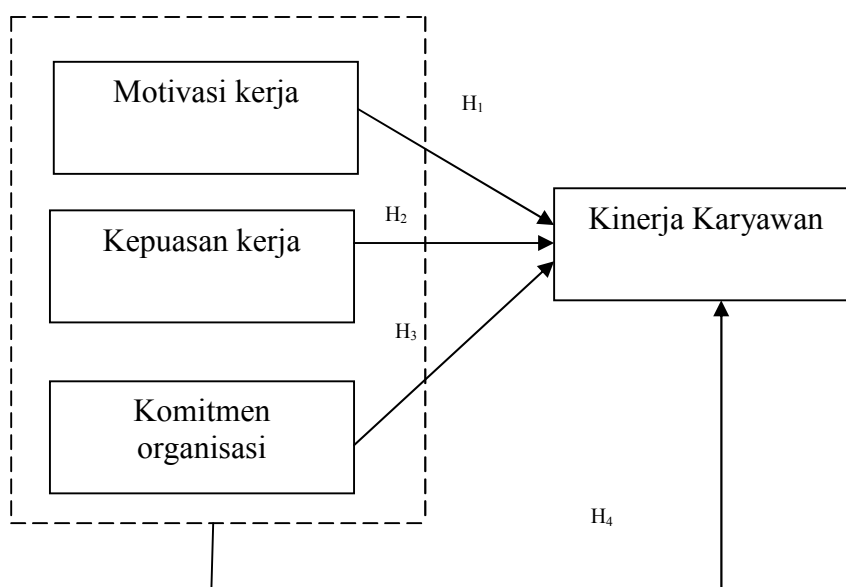 Motivasi kerja
H₁
Kepuasan kerja
H₂
Kinerja Karyawan
H₃
Komitmen
organisasi
H₄